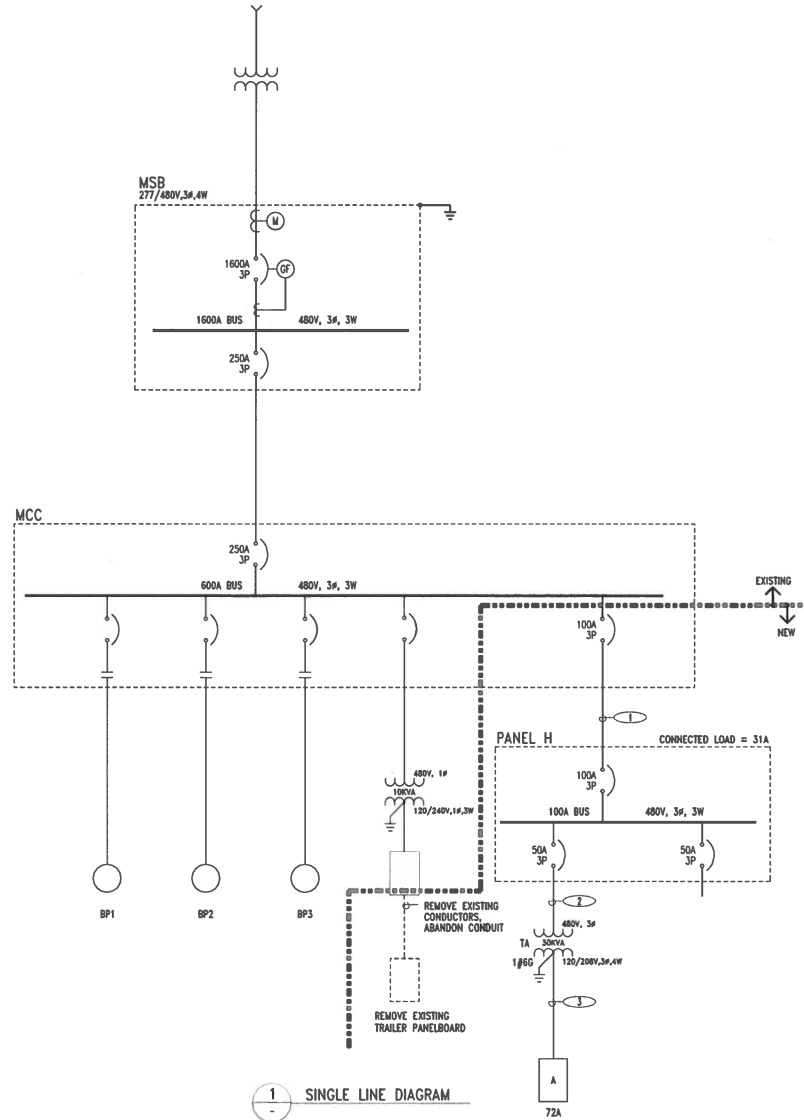 MSB
277/480V,3ø,4W
M
1600A
3P
GF
1600A BUS 480V, 3ø, 3W
250A
3P
MCC
250A
3P
600A BUS 480V, 3ø, 3W
EXISTING
NEW
100A
3P
1
PANEL H CONNECTED LOAD = 31A
480V, 1ø
10KVA
120/240V,1ø,3W
100A
3P
100A BUS 480V, 3ø, 3W
50A
3P
50A
3P
BP1 BP2 BP3
REMOVE EXISTING
CONDUCTORS,
ABANDON CONDUIT
2
480V, 3ø
TA 30KVA
1#6G 120/208V,3ø,4W
3
REMOVE EXISTING
TRAILER PANELBOARD
A
72A
1 SINGLE LINE DIAGRAM
-